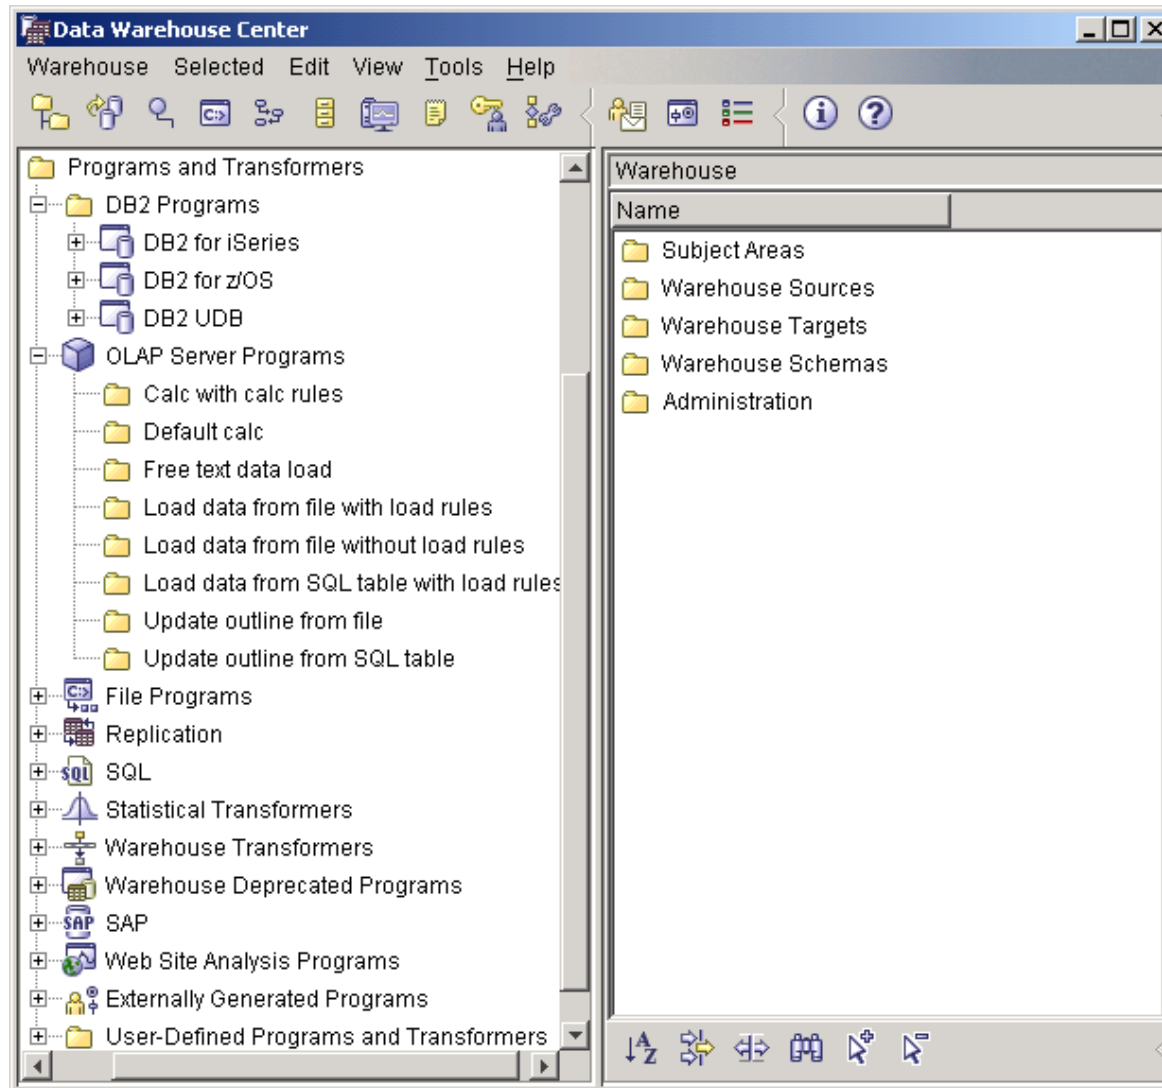 Data Warehouse Center
Warehouse Selected Edit View Tools Help
C:>
Programs and Transformers
DB2 Programs
DB2 for iSeries
DB2 for z/OS
DB2 UDB
OLAP Server Programs
Calc with calc rules
Default calc
Free text data load
Load data from file with load rules
Load data from file without load rules
Load data from SQL table with load rules
Update outline from file
Update outline from SQL table
C:> File Programs
Replication
SQL SQL
Statistical Transformers
Warehouse Transformers
Warehouse Deprecated Programs
SAP SAP
Web Site Analysis Programs
Externally Generated Programs
User-Defined Programs and Transformers
Warehouse
Name
Subject Areas
Warehouse Sources
Warehouse Targets
Warehouse Schemas
Administration
A
Z